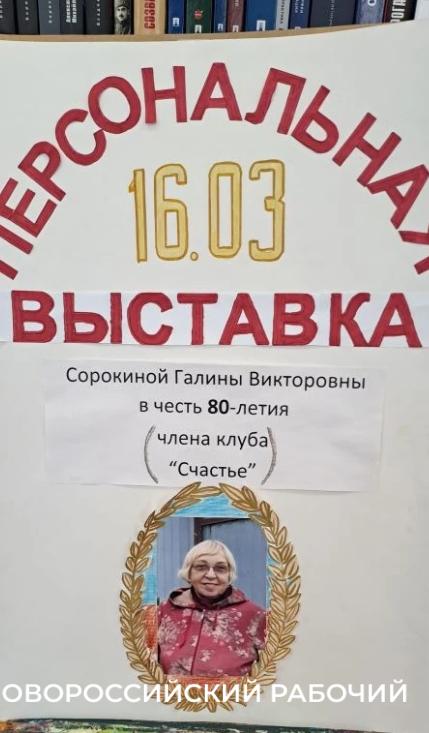 ПЕРСОНАЛЬНАЯ
16.03
ВЫСТАВКА
Сорокиной Галины Викторовны
в честь 80-летия
(члена клуба
"Счастье")
ОВОРОССИЙСКИЙ РАБОЧИЙ